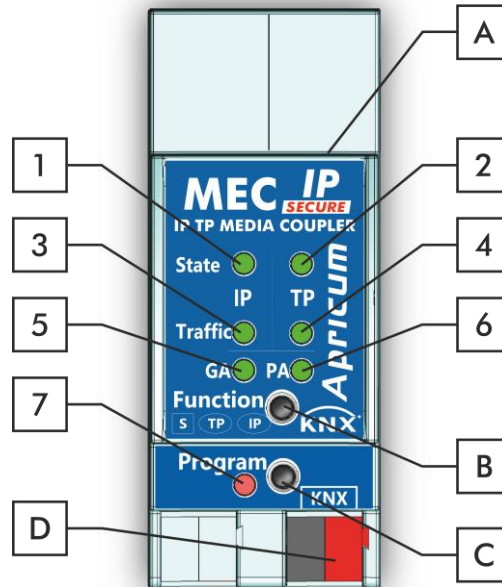 A
1
2
MEC IP
SECURE
IP TP MEDIA COUPLER
3
State
4
IP TP
Traffic
5
GA PA
6
Apricum
Function
7
S TP IP
KNX
Program
B
KNX
D
C